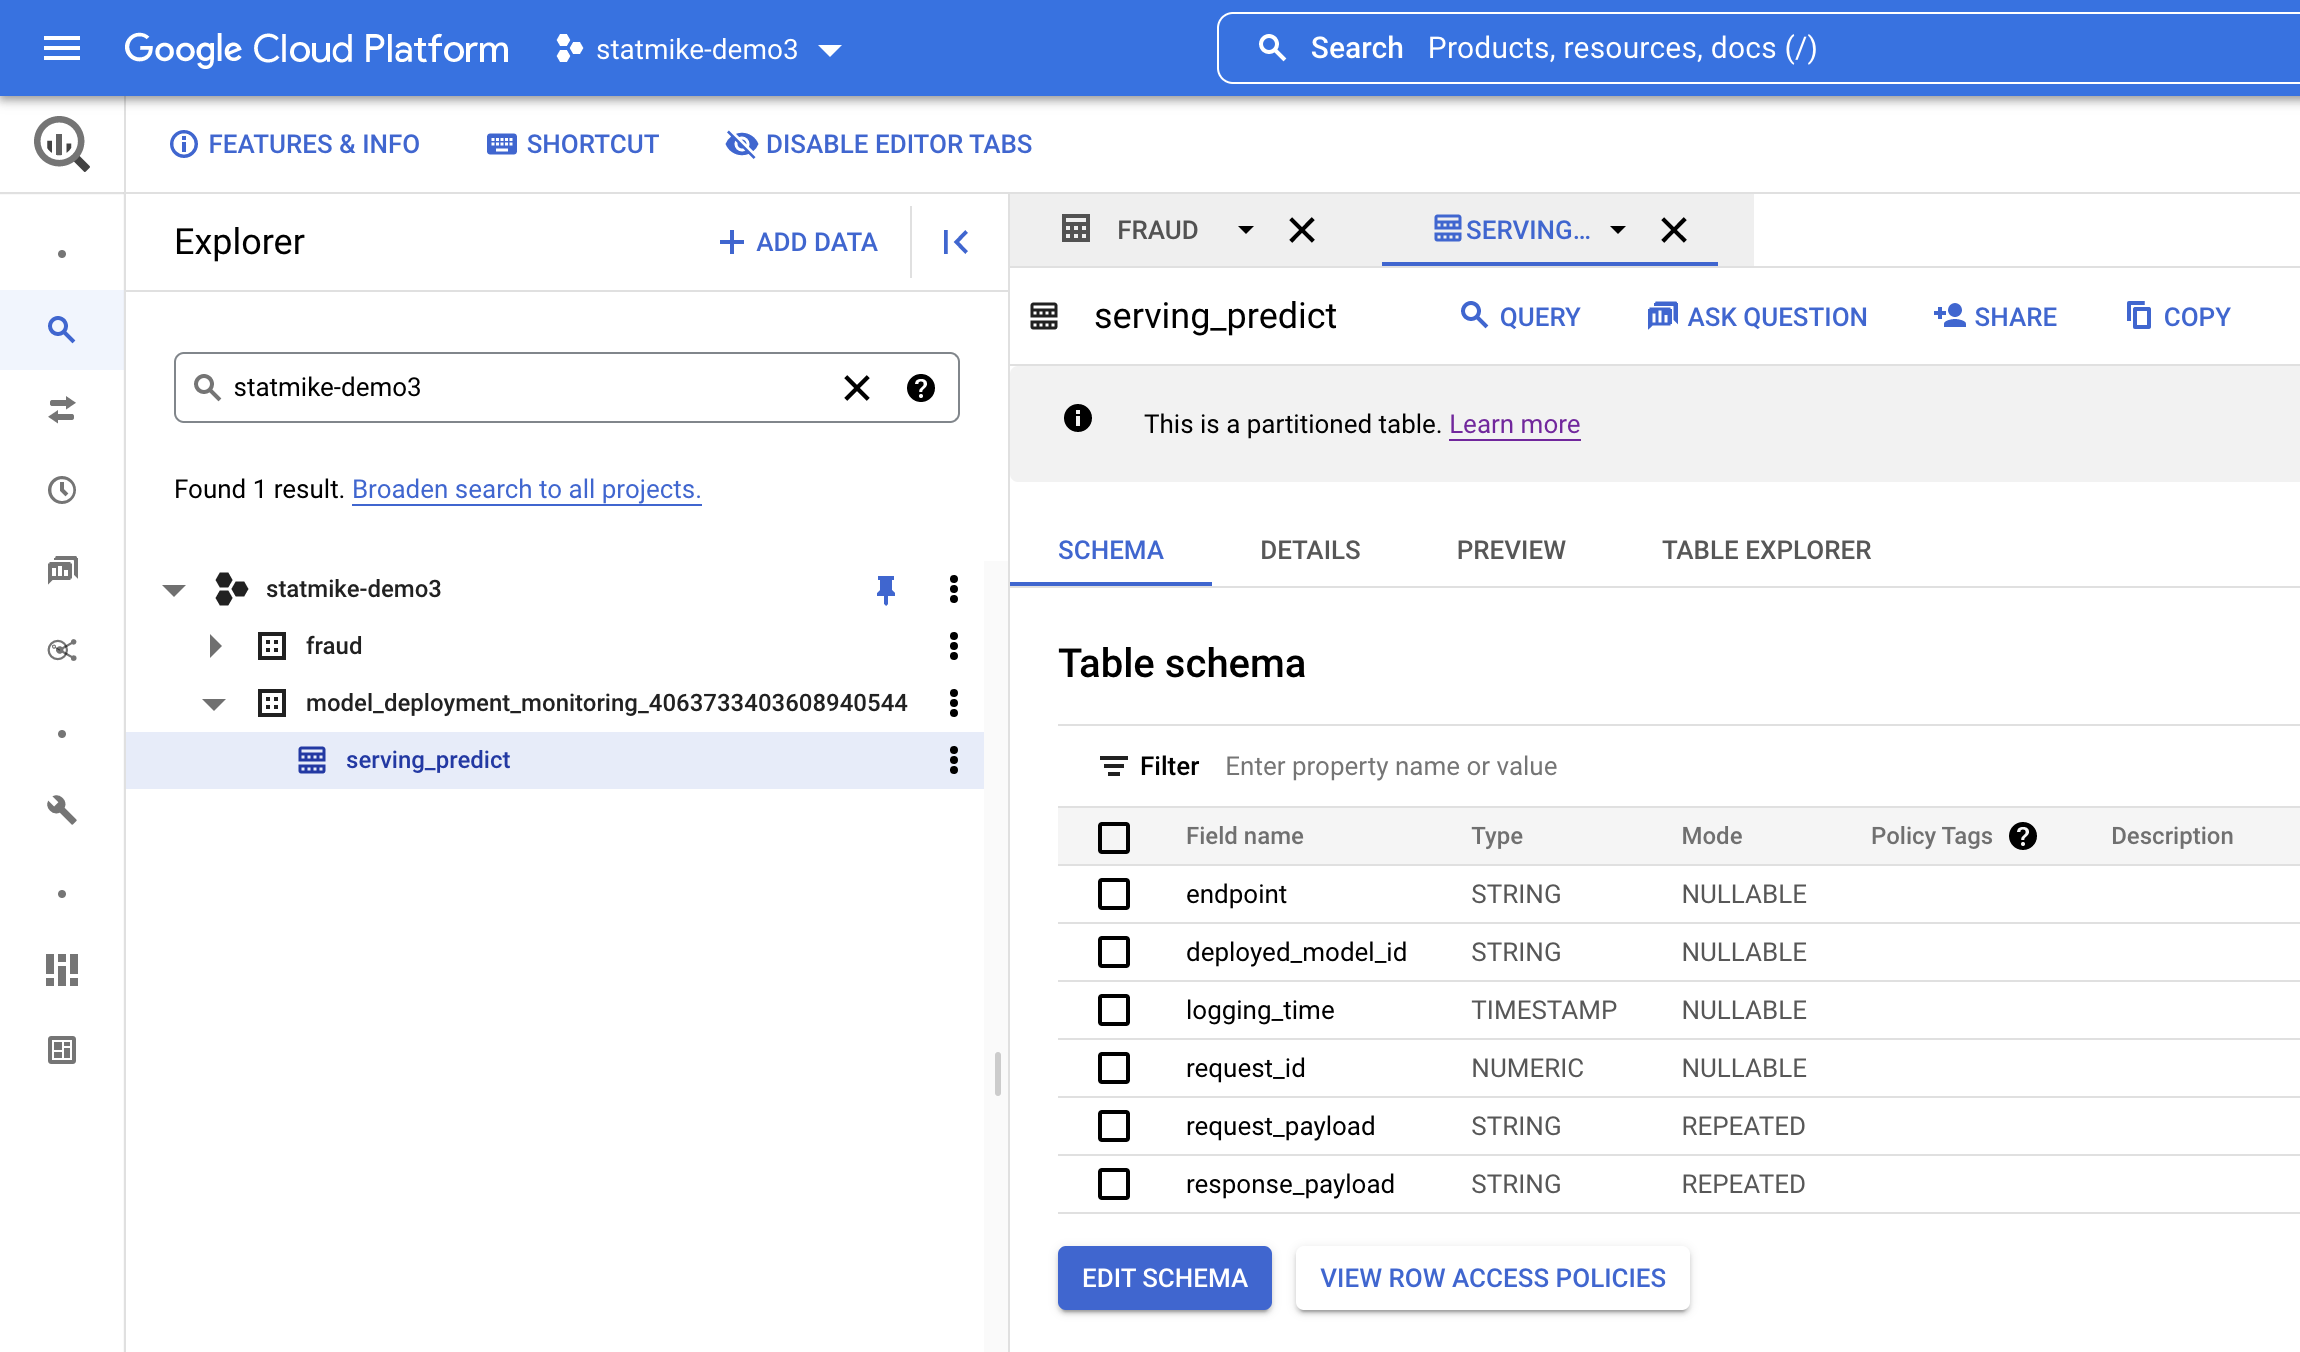 Google Cloud Platform statmike-demo3 Search Products, resources, docs (/)
FEATURES & INFO SHORTCUT DISABLE EDITOR TABS
Explorer ADD DATA
FRAUD SERVING...
serving_predict QUERY ASK QUESTION SHARE COPY
statmike-demo3
This is a partitioned table. Learn more
Found 1 result. Broaden search to all projects.
SCHEMA DETAILS PREVIEW TABLE EXPLORER
statmike-demo3
fraud
model_deployment_monitoring_4063733403608940544
serving_predict
Table schema
Filter Enter property name or value
Field name Type Mode Policy Tags Description
endpoint STRING NULLABLE
deployed_model_id STRING NULLABLE
logging_time TIMESTAMP NULLABLE
request_id NUMERIC NULLABLE
request_payload STRING REPEATED
response_payload STRING REPEATED
EDIT SCHEMA VIEW ROW ACCESS POLICIES